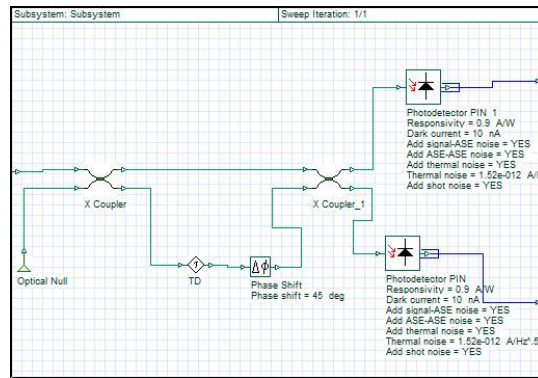 Subsystem: Subsystem
Sweep Iteration: 1/1
Photodetector PIN 1
Responsivity = 0.9 A/W
Dark current = 10 nA
Add signal-ASE noise = YES
Add ASE-ASE noise = YES
Add thermal noise = YES
Thermal noise = 1.52e-012 A/
Add shot noise = YES
X Coupler
X Coupler_1
Optical Null
TD
Phase Shift
Phase shift = 45 deg
Photodetector PIN
Responsivity = 0.9 A/W
Dark current = 10 nA
Add signal-ASE noise = YES
Add ASE-ASE noise = YES
Add thermal noise = YES
Thermal noise = 1.52e-012 A/Hz^.5
Add shot noise = YES